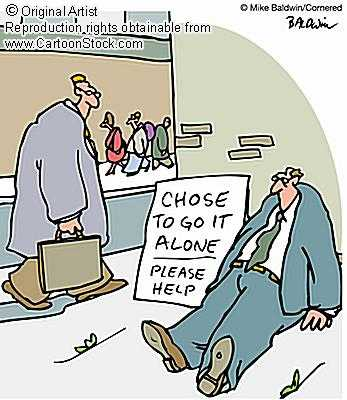 © Original Artist
Reproduction rights obtainable from
www.CartoonStock.com
© Mike Baldwin/Cornered
BALDWIN
CHOSE
TO GO IT
ALONE
PLEASE
HELP